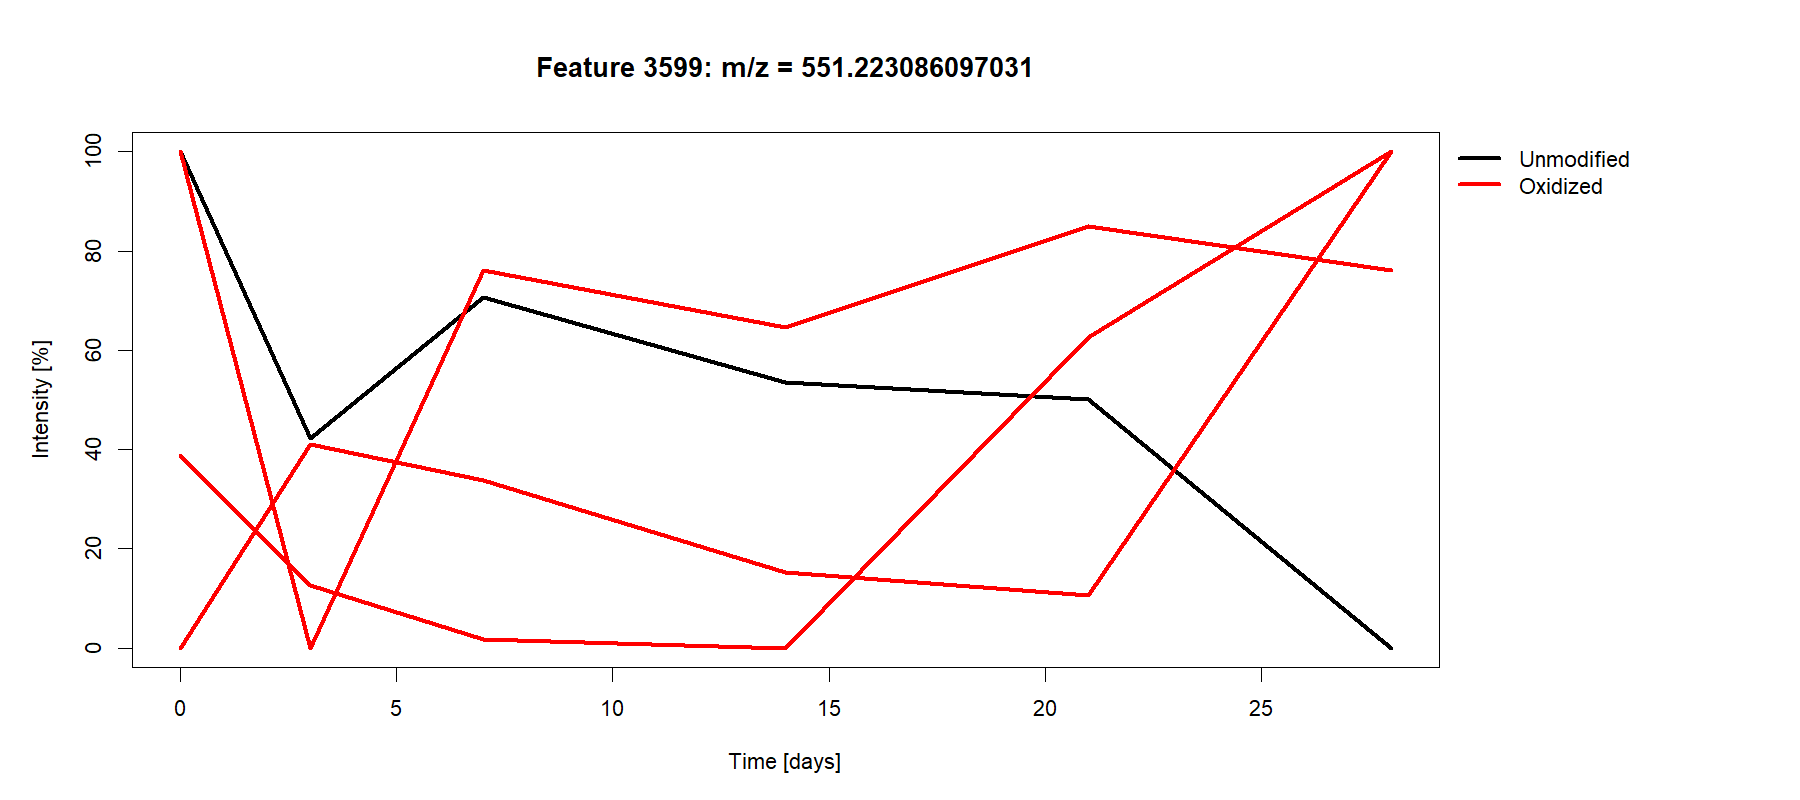 Feature 3599: m/z = 551.223086097031
100
80
60
40
20
0
Intensity [%]
0 5 10 15 20 25
Time [days]
Unmodified
Oxidized